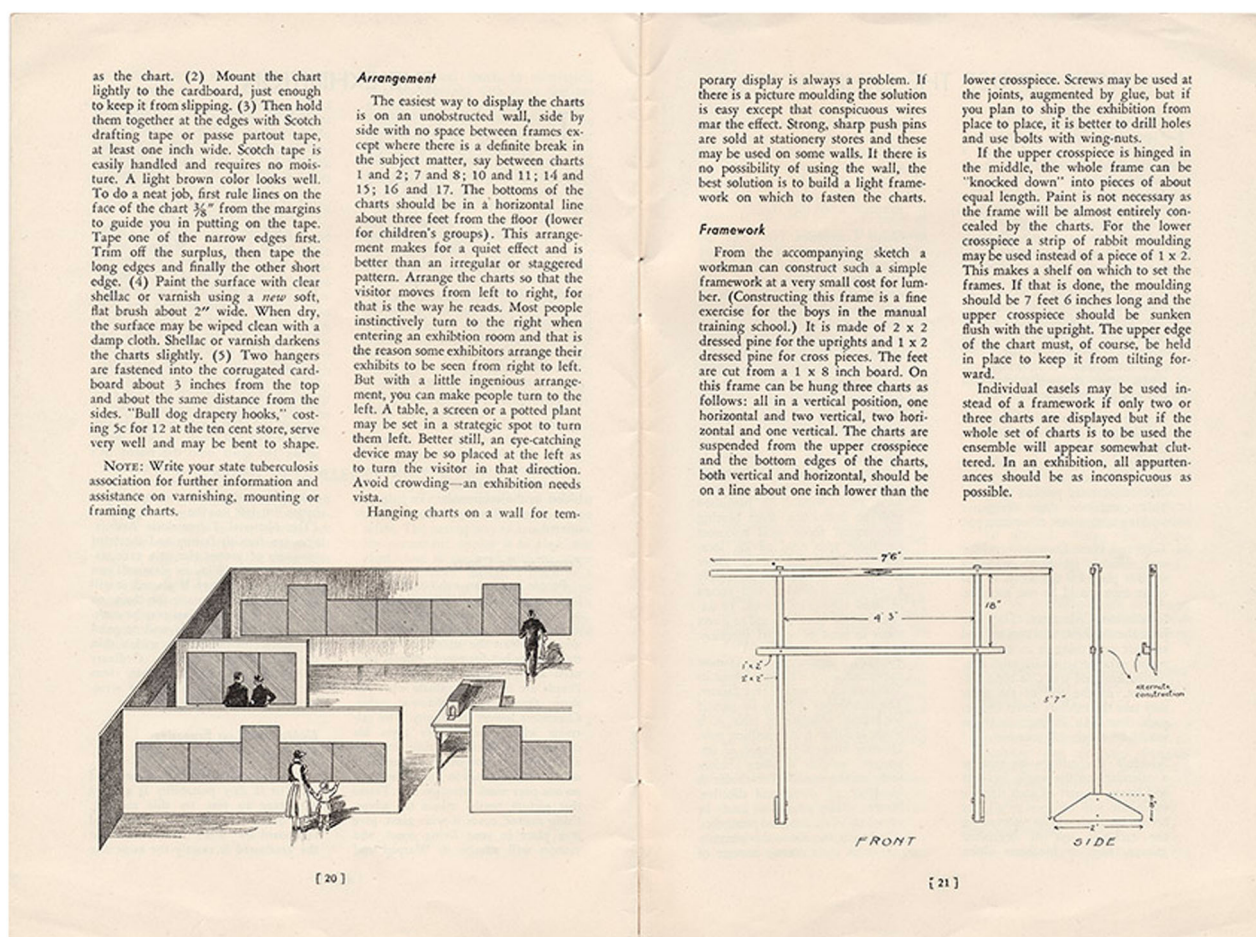 as the chart. (2) Mount the chart
lightly to the cardboard, just enough
to keep it from slipping. (3) Then hold
them together at the edges with Scotch
drafting tape or passe partout tape,
at least one inch wide. Scotch tape is
easily handled and requires no mois-
ture. A light brown color looks well.
To do a neat job, first rule lines on the
face of the chart ⅜" from the margins
to guide you in putting on the tape.
Tape one of the narrow edges first.
Trim off the surplus, then tape the
long edges and finally the other short
edge. (4) Paint the surface with clear
shellac or varnish using a new soft,
flat brush about 2" wide. When dry,
the surface may be wiped clean with a
damp cloth. Shellac or varnish darkens
the charts slightly. (5) Two hangers
are fastened into the corrugated card-
board about 3 inches from the top
and about the same distance from the
sides. "Bull dog drapery hooks," cost-
ing 5c for 12 at the ten cent store, serve
very well and may be bent to shape.
NOTE: Write your state tuberculosis
association for further information and
assistance on varnishing, mounting or
framing charts.
Arrangement
The easiest way to display the charts
is on an unobstructed wall, side by
side with no space between frames ex-
cept where there is a definite break in
the subject matter, say between charts
1 and 2; 7 and 8; 10 and 11; 14 and
15; 16 and 17. The bottoms of the
charts should be in a horizontal line
about three feet from the floor (lower
for children's groups). This arrange-
ment makes for a quiet effect and is
better than an irregular or staggered
pattern. Arrange the charts so that the
visitor moves from left to right, for
that is the way he reads. Most people
instinctively turn to the right when
entering an exhibtion room and that is
the reason some exhibitors arrange their
exhibits to be seen from right to left.
But with a little ingenious arrange-
ment, you can make people turn to the
left. A table, a screen or a potted plant
may be set in a strategic spot to turn
them left. Better still, an eye-catching
device may be so placed at the left as
to turn the visitor in that direction.
Avoid crowding—an exhibition needs
vista.
Hanging charts on a wall for tem-
[ 20 ]
porary display is always a problem. If
there is a picture moulding the solution
is easy except that conspicuous wires
mar the effect. Strong, sharp push pins
are sold at stationery stores and these
may be used on some walls. If there is
no possibility of using the wall, the
best solution is to build a light frame-
work on which to fasten the charts.
Framework
From the accompanying sketch a
workman can construct such a simple
framework at a very small cost for lum-
ber. (Constructing this frame is a fine
exercise for the boys in the manual
training school.) It is made of 2 x 2
dressed pine for the uprights and 1 x 2
dressed pine for cross pieces. The feet
are cut from a 1 x 8 inch board. On
this frame can be hung three charts as
follows: all in a vertical position, one
horizontal and two vertical, two hori-
zontal and one vertical. The charts are
suspended from the upper crosspiece
and the bottom edges of the charts,
both vertical and horizontal, should be
on a line about one inch lower than the
lower crosspiece. Screws may be used at
the joints, augmented by glue, but if
you plan to ship the exhibition from
place to place, it is better to drill holes
and use bolts with wing-nuts.
If the upper crosspiece is hinged in
the middle, the whole frame can be
"knocked down" into pieces of about
equal length. Paint is not necessary as
the frame will be almost entirely con-
cealed by the charts. For the lower
crosspiece a strip of rabbit moulding
may be used instead of a piece of 1 x 2.
This makes a shelf on which to set the
frames. If that is done, the moulding
should be 7 feet 6 inches long and the
upper crosspiece should be sunken
flush with the upright. The upper edge
of the chart must, of course, be held
in place to keep it from tilting for-
ward.
Individual easels may be used in-
stead of a framework if only two or
three charts are displayed but if the
whole set of charts is to be used the
ensemble will appear somewhat clut-
tered. In an exhibition, all appurten-
ances should be as inconspicuous as
possible.
7'6"
4' 3"
18"
1" x 2"
2" x 2"
5'7"
Alternate
construction
8"
2'
FRONT
SIDE
[ 21 ]